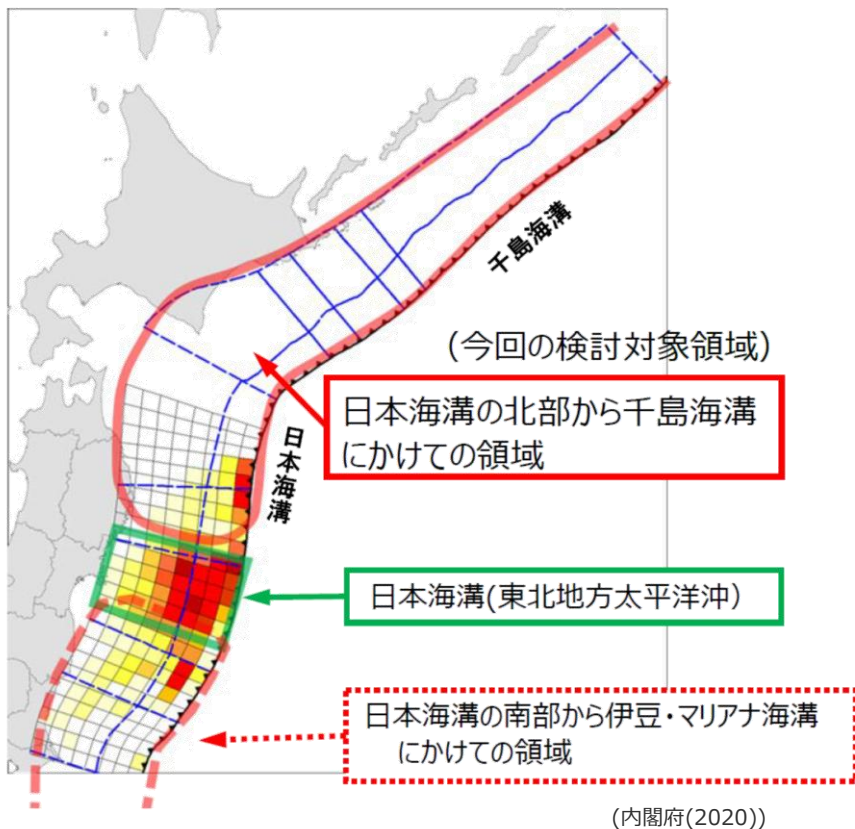 千島海溝
(今回の検討対象領域)
日本海溝の北部から千島海溝
にかけての領域
日本海溝
日本海溝(東北地方太平洋沖)
日本海溝の南部から伊豆・マリアナ海溝
にかけての領域
(内閣府(2020))